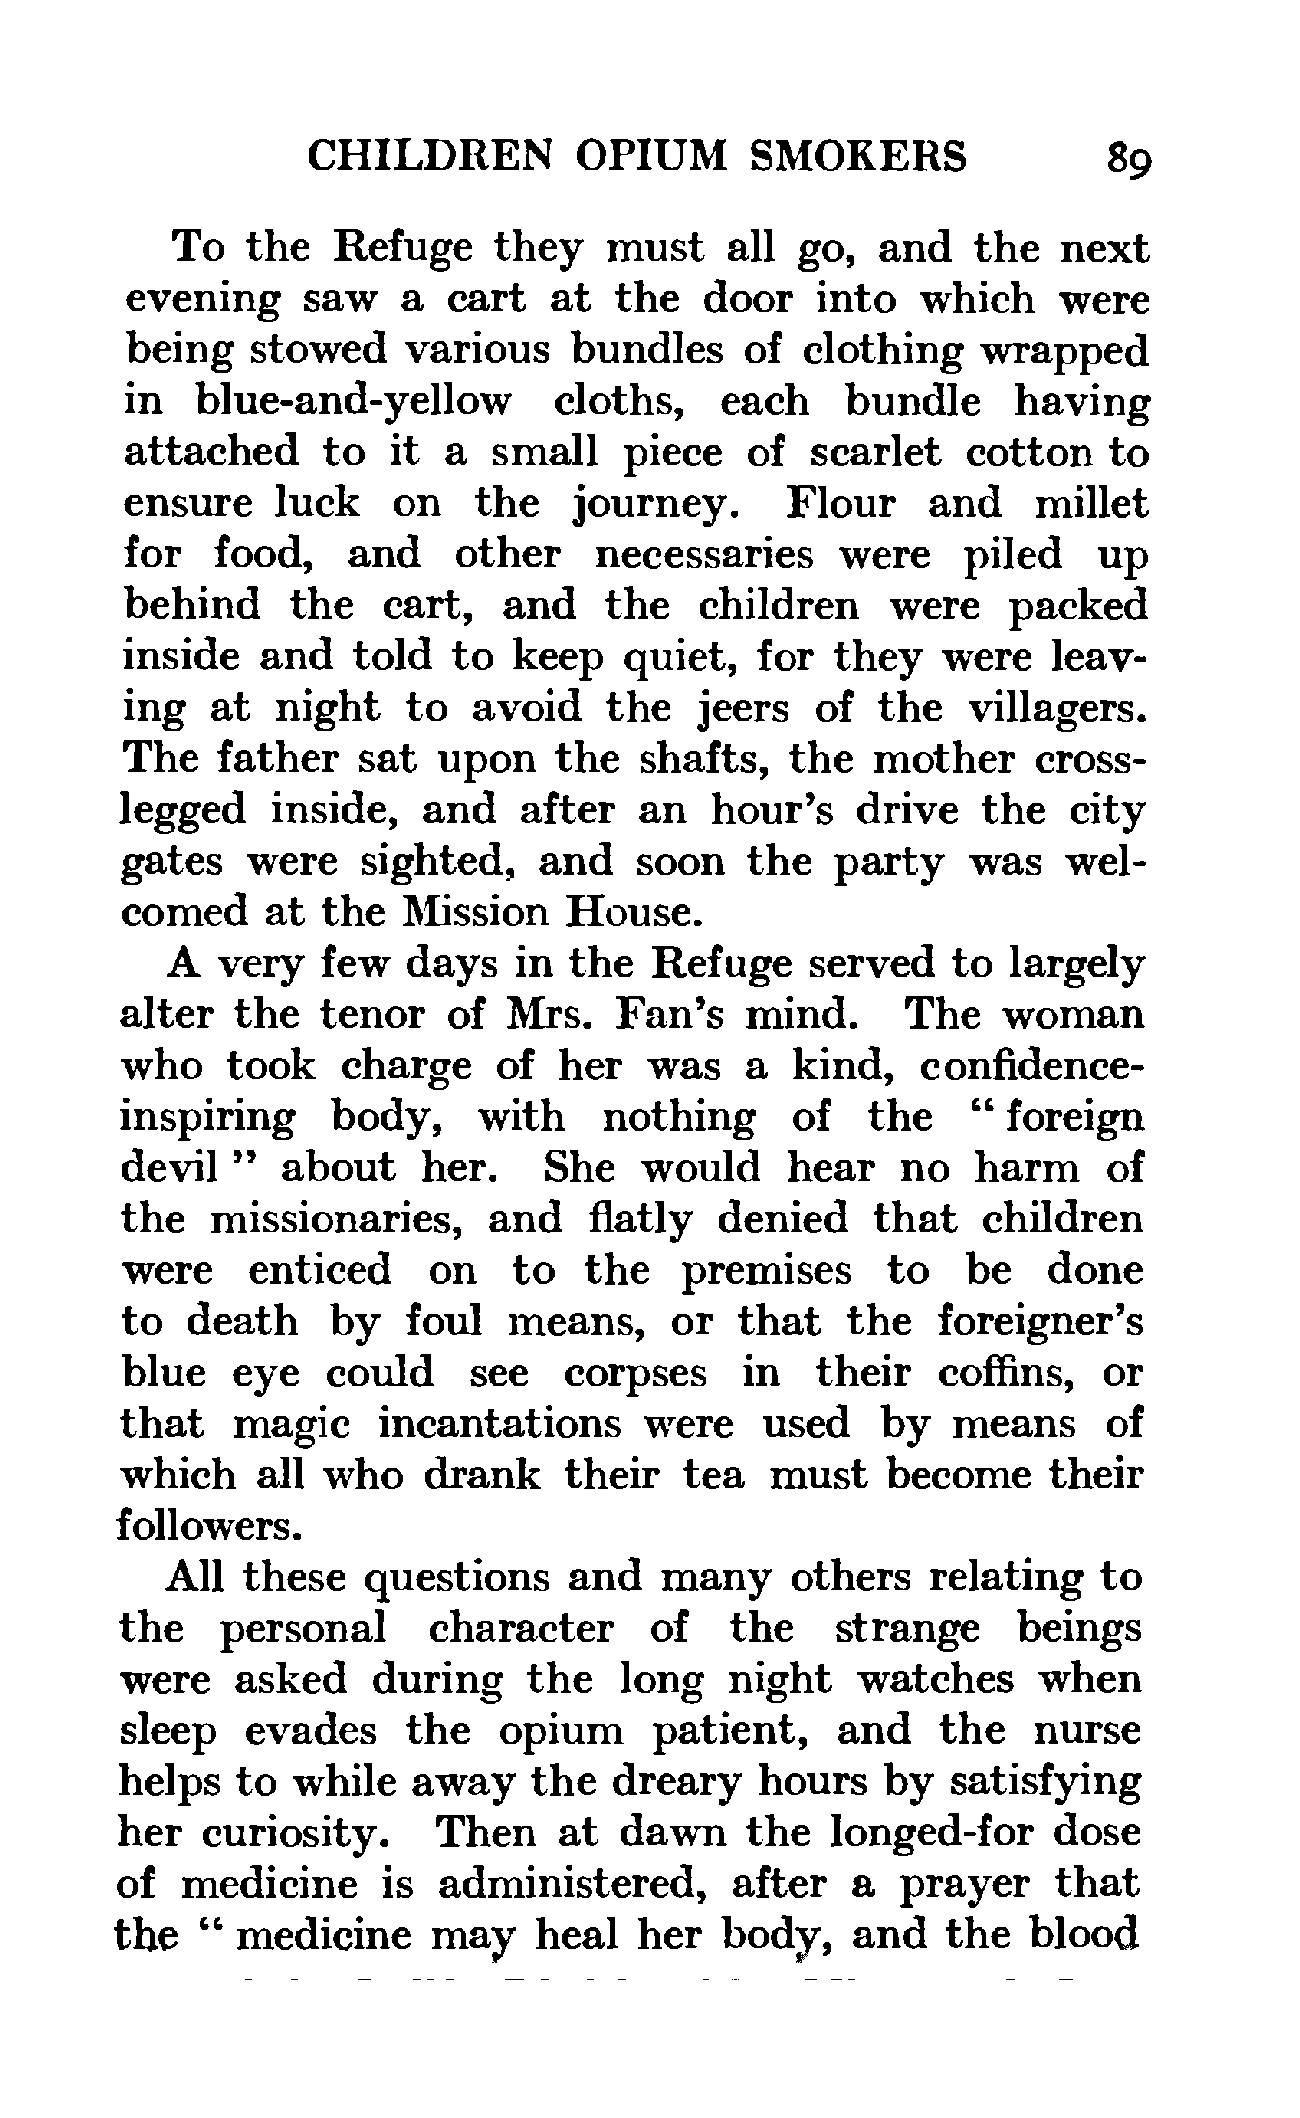 CHILDREN OPIUM SMOKERS 89
To the Refuge they must all go, and the next
evening saw a cart at the door into which were
being stowed various bundles of clothing wrapped
in blue-and-yellow cloths, each bundle having
attached to it a small piece of scarlet cotton to
ensure luck on the journey. Flour and millet
for food, and other necessaries were piled up
behind the cart, and the children were packed
inside and told to keep quiet, for they were leav-
ing at night to avoid the jeers of the villagers.
The father sat upon the shafts, the mother cross-
legged inside, and after an hour's drive the city
gates were sighted, and soon the party was wel-
comed at the Mission House.
A very few days in the Refuge served to largely
alter the tenor of Mrs. Fan's mind. The woman
who took charge of her was a kind, confidence-
inspiring body, with nothing of the “ foreign
devil ” about her. She would hear no harm of
the missionaries, and flatly denied that children
were enticed on to the premises to be done
to death by foul means, or that the foreigner's
blue eye could see corpses in their coffins, or
that magic incantations were used by means of
which all who drank their tea must become their
followers.
All these questions and many others relating to
the personal character of the strange beings
were asked during the long night watches when
sleep evades the opium patient, and the nurse
helps to while away the dreary hours by satisfying
her curiosity. Then at dawn the longed-for dose
of medicine is administered, after a prayer that
the “ medicine may heal her body, and the blood